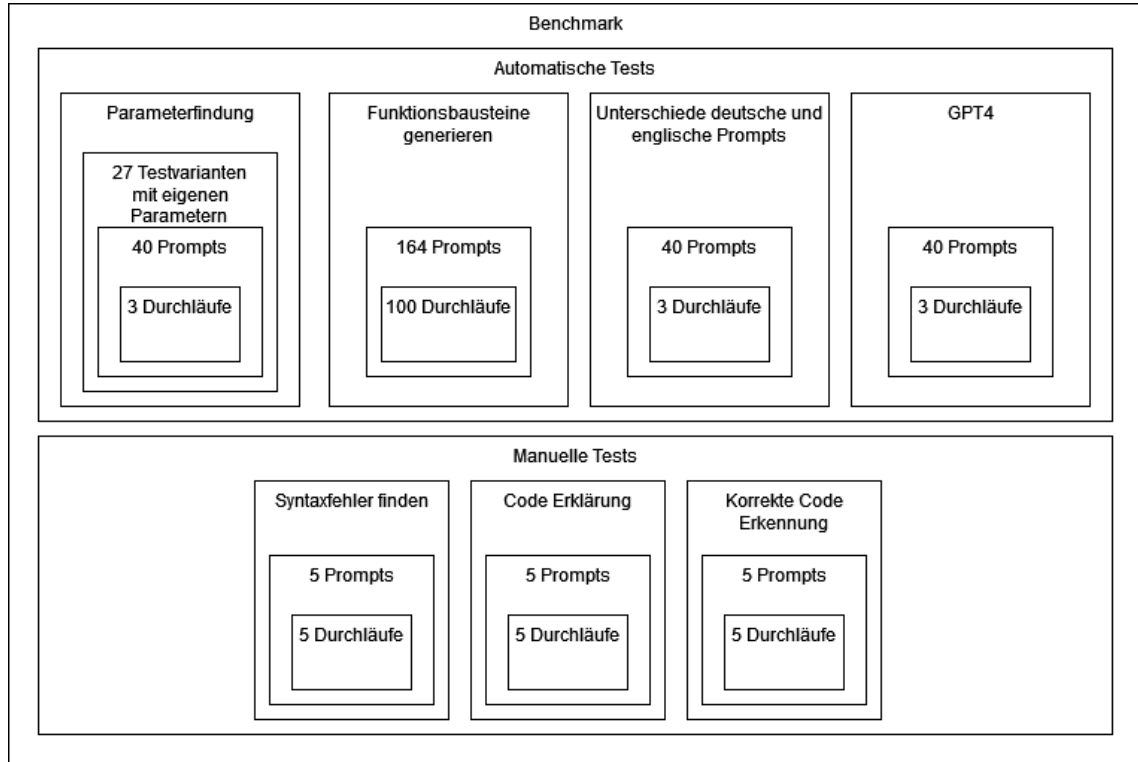 Benchmark
Automatische Tests
Parameterfindung
27 Testvarianten
mit eigenen
Parametern
40 Prompts
3 Durchläufe
Funktionsbausteine
generieren
164 Prompts
100 Durchläufe
Unterschiede deutsche und
englische Prompts
40 Prompts
3 Durchläufe
GPT4
40 Prompts
3 Durchläufe
Manuelle Tests
Syntaxfehler finden
5 Prompts
5 Durchläufe
Code Erklärung
5 Prompts
5 Durchläufe
Korrekte Code
Erkennung
5 Prompts
5 Durchläufe